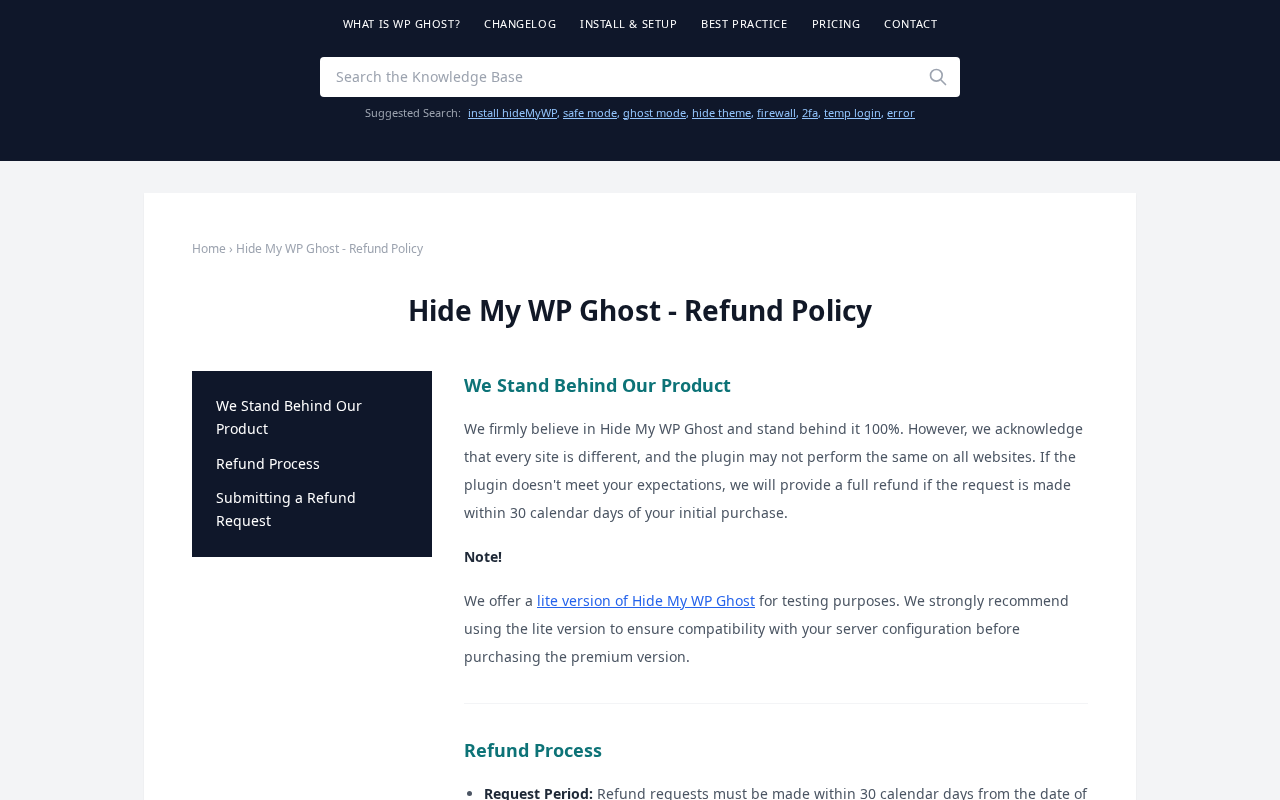 WHAT IS WP GHOST? CHANGELOG INSTALL & SETUP BEST PRACTICE PRICING CONTACT
Search the Knowledge Base
Suggested Search: install hideMyWP, safe mode, ghost mode, hide theme, firewall, 2fa, temp login, error
Home › Hide My WP Ghost - Refund Policy
Hide My WP Ghost - Refund Policy
We Stand Behind Our
Product
Refund Process
Submitting a Refund
Request
We Stand Behind Our Product
We firmly believe in Hide My WP Ghost and stand behind it 100%. However, we acknowledge
that every site is different, and the plugin may not perform the same on all websites. If the
plugin doesn't meet your expectations, we will provide a full refund if the request is made
within 30 calendar days of your initial purchase.
Note!
We offer a lite version of Hide My WP Ghost for testing purposes. We strongly recommend
using the lite version to ensure compatibility with your server configuration before
purchasing the premium version.
Refund Process
• Request Period: Refund requests must be made within 30 calendar days from the date of